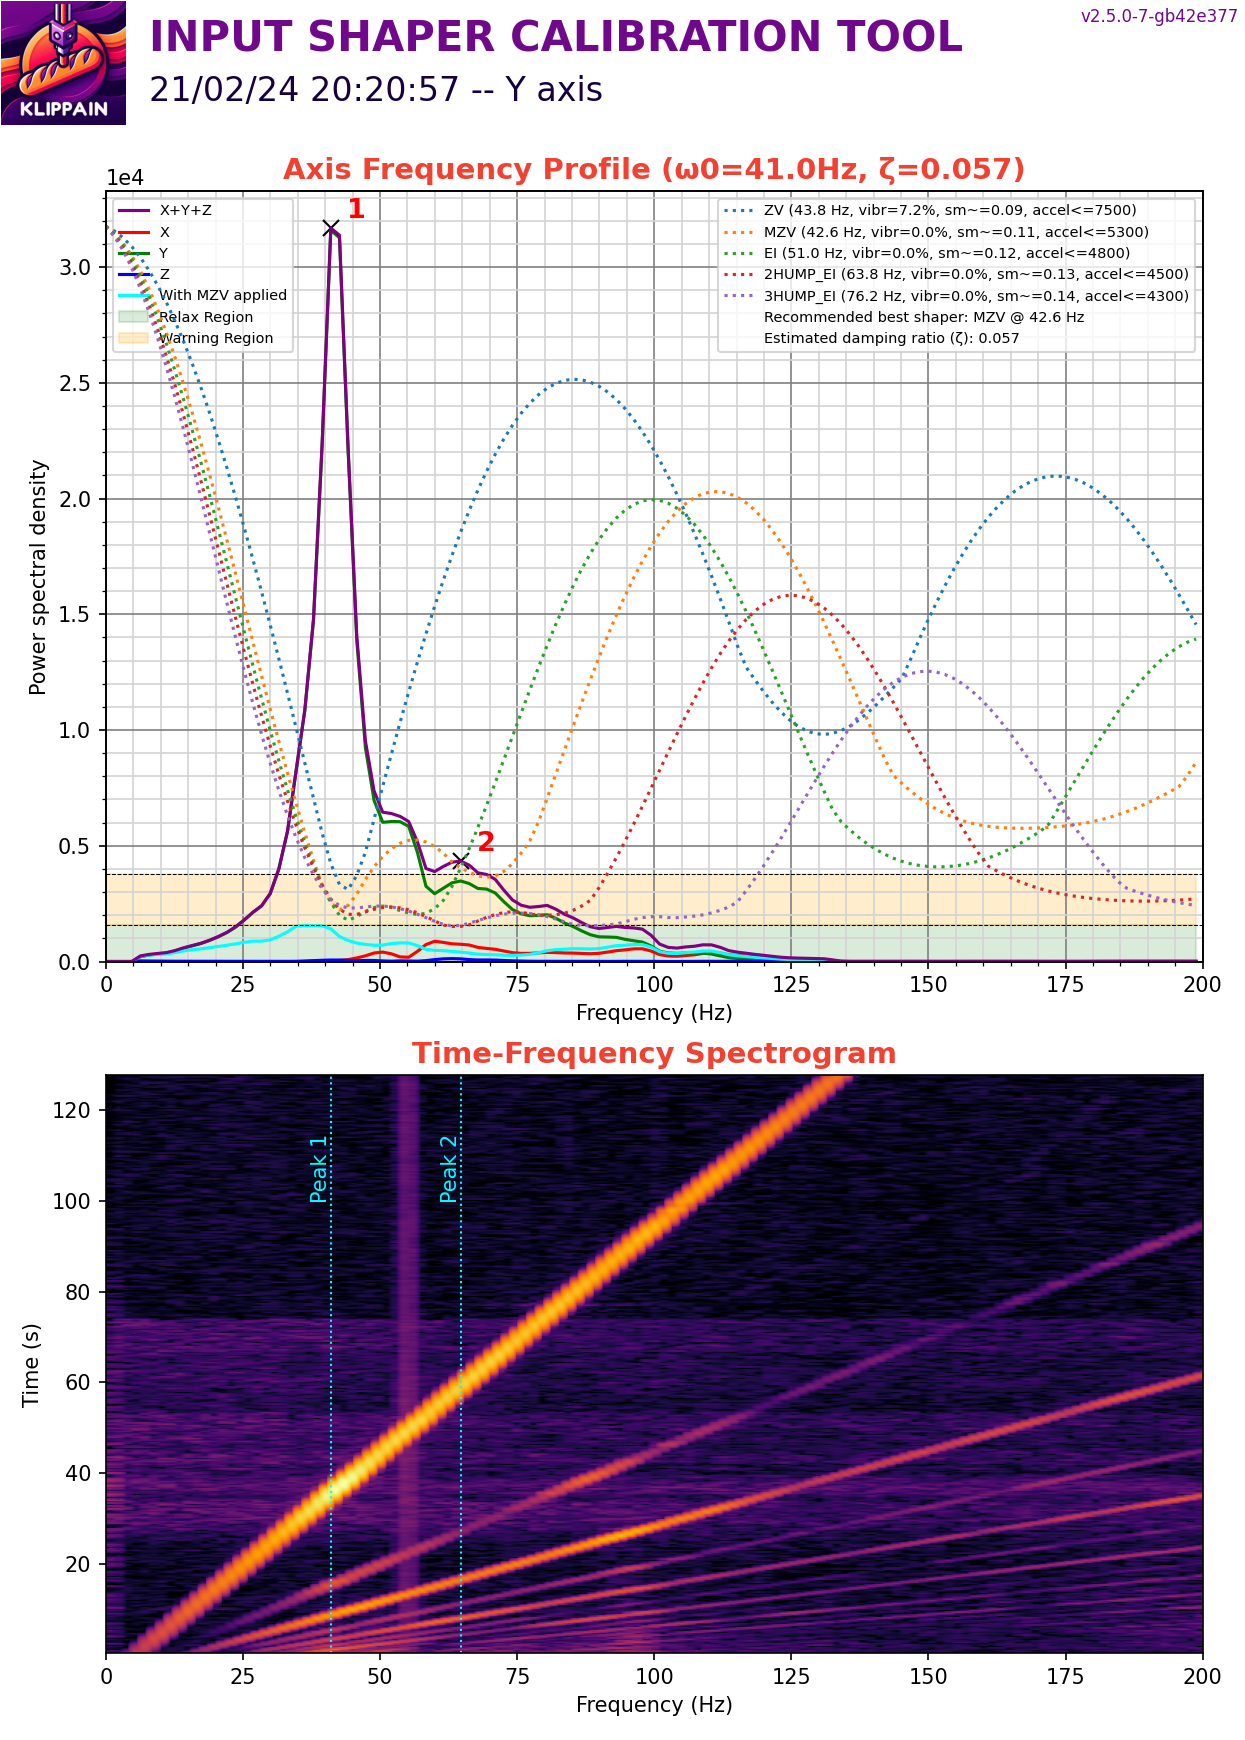 v2.5.0-7-gb42e377
INPUT SHAPER CALIBRATION TOOL
21/02/24 20:20:57 -- Y axis
KLIPPAIN
Axis Frequency Profile (ω0=41.0Hz, ζ=0.057)
1e4
X+Y+Z
X
Y
Z
With MZV applied
Relax Region
Warning Region
ZV (43.8 Hz, vibr=7.2%, sm~=0.09, accel<=7500)
MZV (42.6 Hz, vibr=0.0%, sm~=0.11, accel<=5300)
EI (51.0 Hz, vibr=0.0%, sm~=0.12, accel<=4800)
2HUMP_EI (63.8 Hz, vibr=0.0%, sm~=0.13, accel<=4500)
3HUMP_EI (76.2 Hz, vibr=0.0%, sm~=0.14, accel<=4300)
Recommended best shaper: MZV @ 42.6 Hz
Estimated damping ratio (ζ): 0.057
1
2
Power spectral density
3.0
2.5
2.0
1.5
1.0
0.5
0.0
0 25 50 75 100 125 150 175 200
Frequency (Hz)
Time-Frequency Spectrogram
Peak 1
Peak 2
Time (s)
120
100
80
60
40
20
0 25 50 75 100 125 150 175 200
Frequency (Hz)